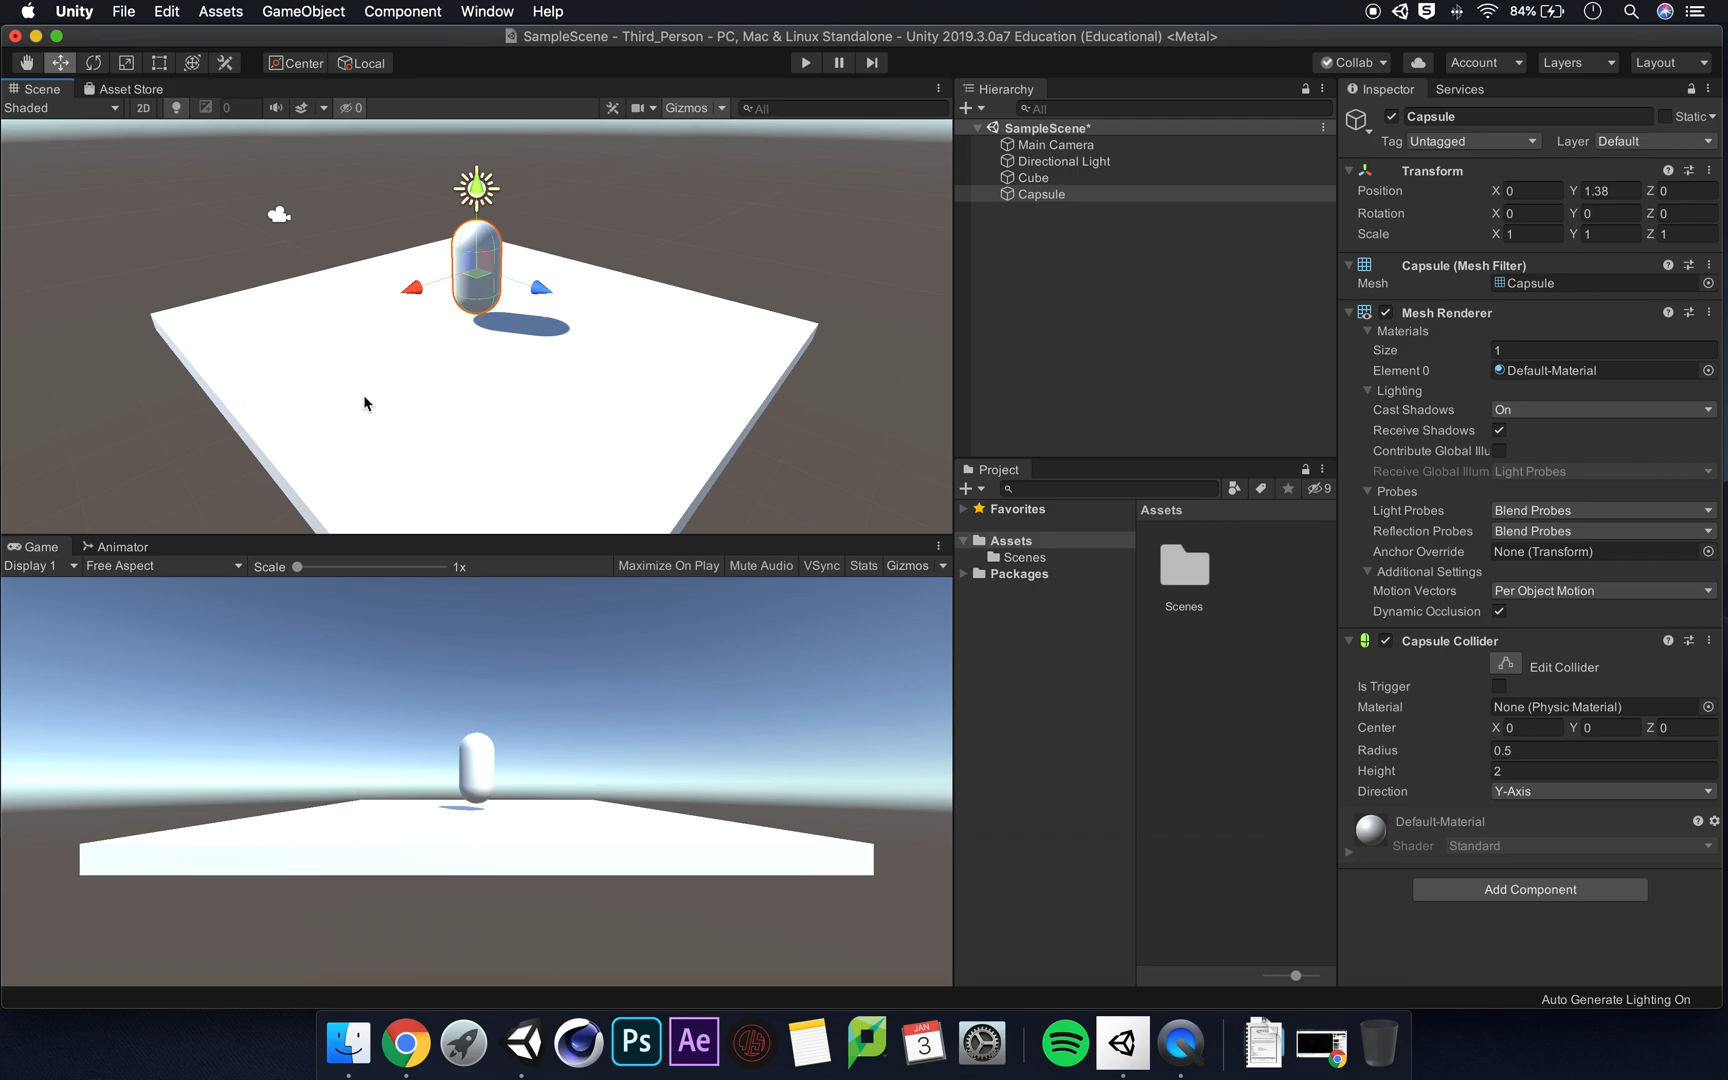 Unity File Edit Assets GameObject Component Window Help 84%
SampleScene - Third_Person - PC, Mac & Linux Standalone - Unity 2019.3.0a7 Education (Educational) <Metal>
Center Local Collab Account Layers Layout
Scene Asset Store
Shaded 2D 0 0 Gizmos All
Hierarchy
All
SampleScene*
Main Camera
Directional Light
Cube
Capsule
Inspector Services
Capsule Static
Tag Untagged Layer Default
Transform
Position X 0 Y 1.38 Z 0
Rotation X 0 Y 0 Z 0
Scale X 1 Y 1 Z 1
Capsule (Mesh Filter)
Mesh Capsule
Mesh Renderer
Materials
Size 1
Element 0 Default-Material
Lighting
Cast Shadows On
Receive Shadows
Contribute Global Illu
Receive Global Illum Light Probes
Probes
Light Probes Blend Probes
Reflection Probes Blend Probes
Anchor Override None (Transform)
Additional Settings
Motion Vectors Per Object Motion
Dynamic Occlusion
Capsule Collider
Edit Collider
Is Trigger
Material None (Physic Material)
Center X 0 Y 0 Z 0
Radius 0.5
Height 2
Direction Y-Axis
Default-Material
Shader Standard
Add Component
Project
9
Favorites
Assets
Scenes
Packages
Assets
Scenes
Game Animator
Display 1 Free Aspect Scale 1x Maximize On Play Mute Audio VSync Stats Gizmos
Auto Generate Lighting On
Ps Ae JAN 3